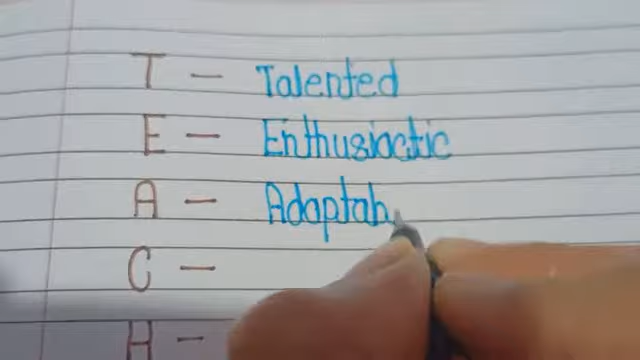 T - Talented
E - Enthusiactic
A - Adaptab
C -
H -